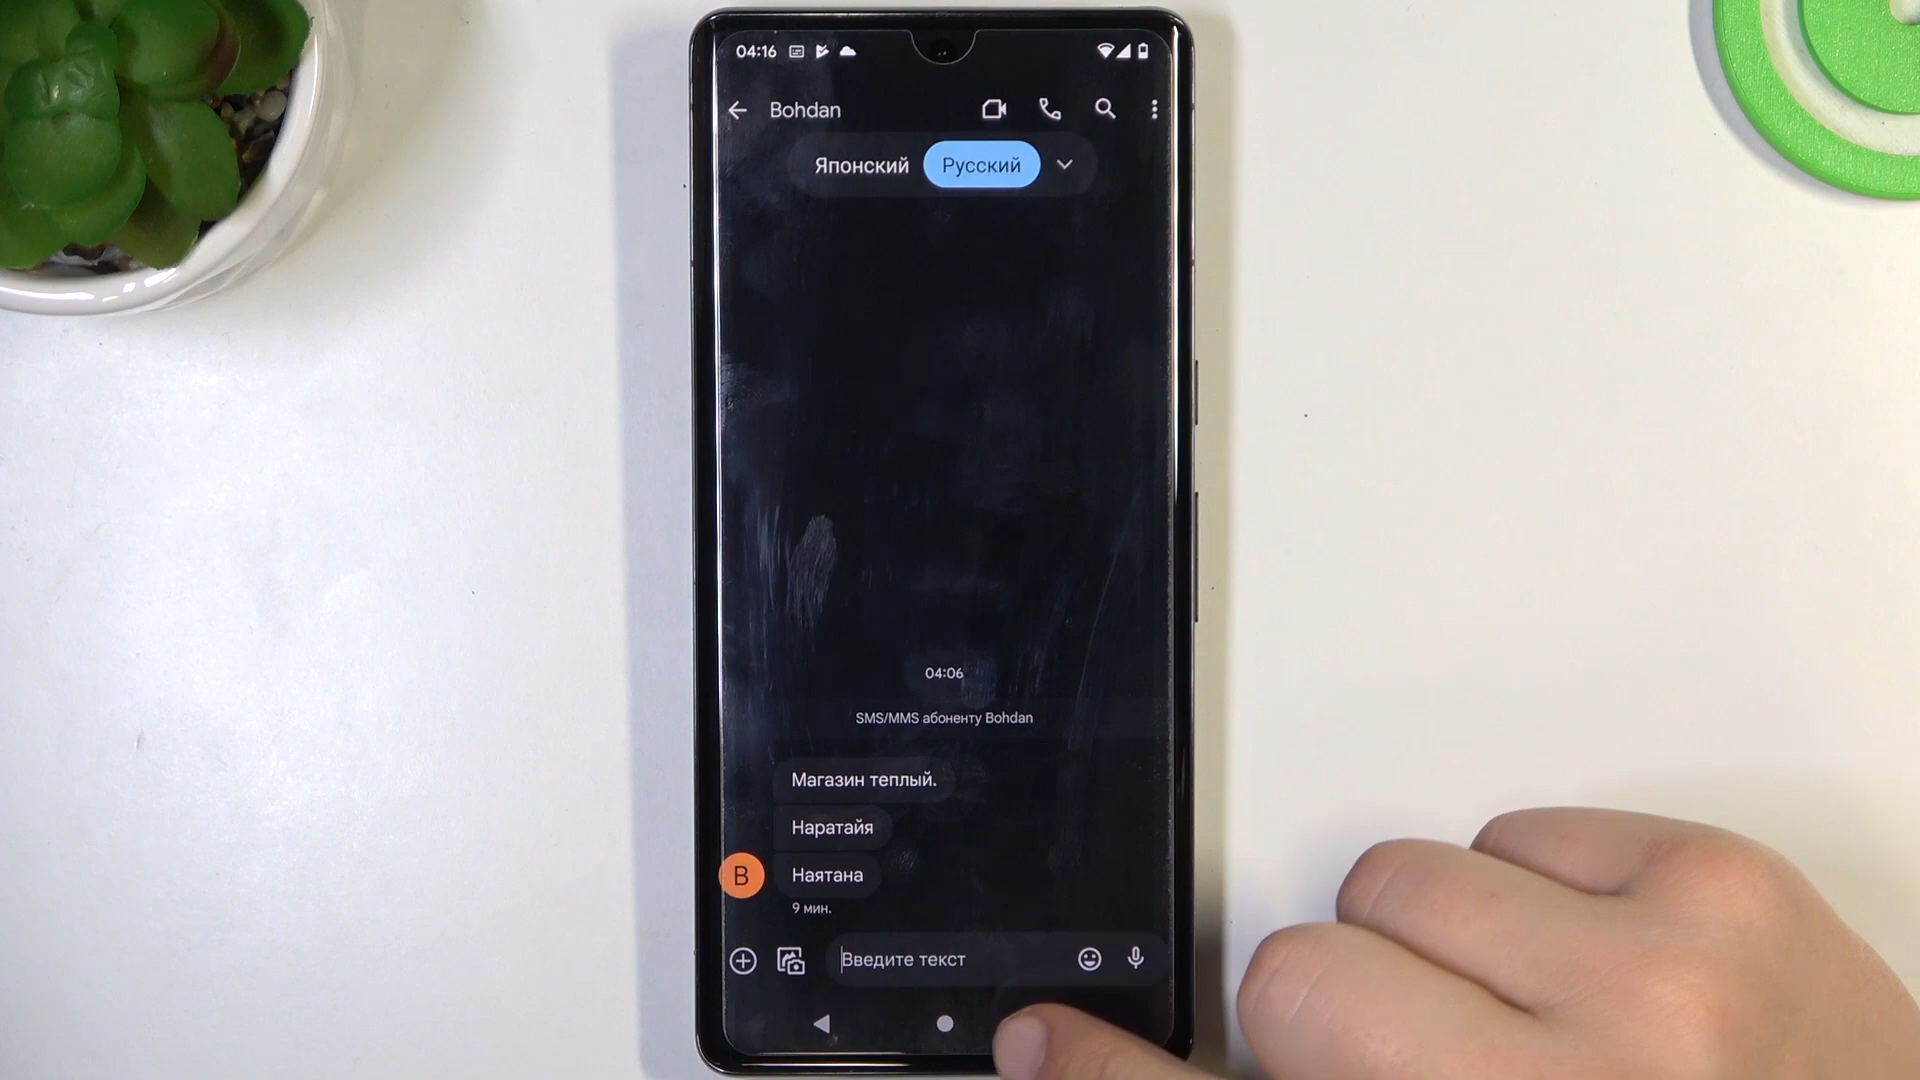 04:16
Bohdan
Японский Русский
04:06
SMS/MMS абоненту Bohdan
Магазин теплый.
Наратайя
B
Наятана
9 мин.
Введите текст